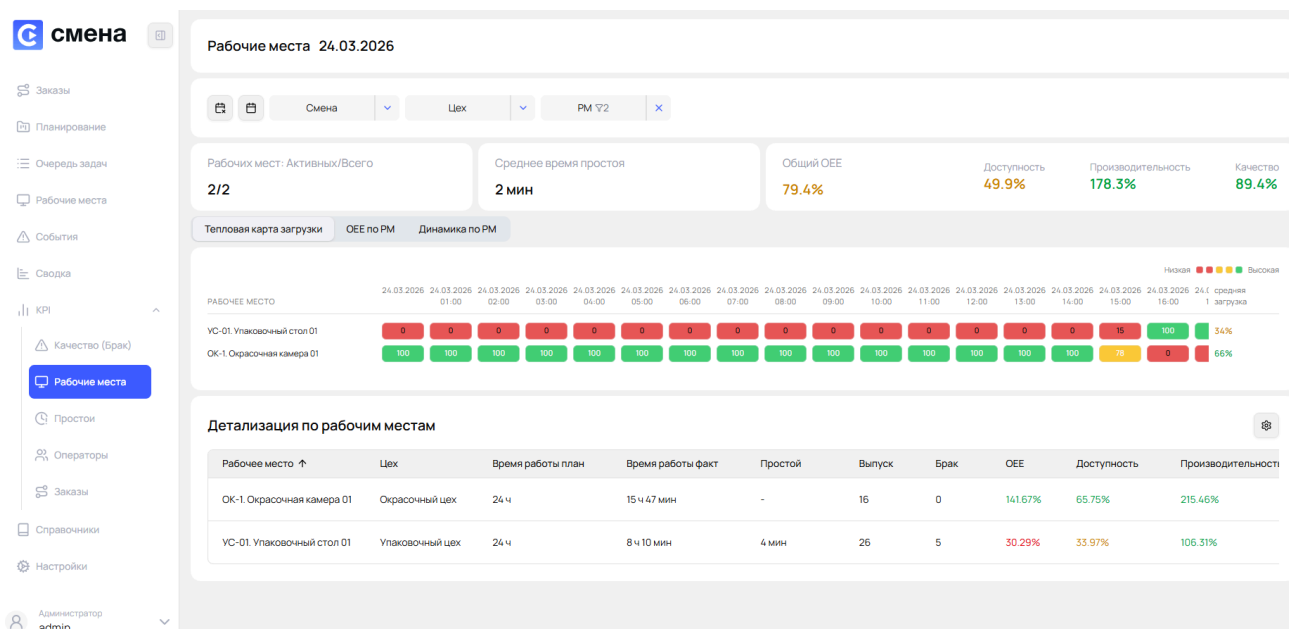 смена
Заказы
Планирование
Очередь задач
Рабочие места
События
Сводка
KPI
Качество (Брак)
Рабочие места
Простои
Операторы
Заказы
Справочники
Настройки
Администратор
admin
Рабочие места 24.03.2026
Смена Цех РМ 2
Рабочих мест: Активных/Всего
2/2
Среднее время простоя
2 мин
Общий OEE
79.4%
Доступность
49.9%
Производительность
178.3%
Качество
89.4%
Тепловая карта загрузки OEE по РМ Динамика по РМ
Низкая Высокая
24.03.2026 24.03.2026 24.03.2026 24.03.2026 24.03.2026 24.03.2026 24.03.2026 24.03.2026 24.03.2026 24.03.2026 24.03.2026 24.03.2026 24.03.2026 24.03.2026 24.03.2026 24.03.2026 24.03.2026 24.( средняя
РАБОЧЕЕ МЕСТО 01:00 02:00 03:00 04:00 05:00 06:00 07:00 08:00 09:00 10:00 11:00 12:00 13:00 14:00 15:00 16:00 1 загрузка
УС-01. Упаковочный стол 01 0 0 0 0 0 0 0 0 0 0 0 0 0 0 0 15 100 34%
ОК-1. Окрасочная камера 01 100 100 100 100 100 100 100 100 100 100 100 100 100 100 100 78 0 66%
Детализация по рабочим местам
Рабочее место ↑ Цех Время работы план Время работы факт Простой Выпуск Брак OEE Доступность Производительность
ОК-1. Окрасочная камера 01 Окрасочный цех 24 ч 15 ч 47 мин - 16 0 141.67% 65.75% 215.46%
УС-01. Упаковочный стол 01 Упаковочный цех 24 ч 8 ч 10 мин 4 мин 26 5 30.29% 33.97% 106.31%